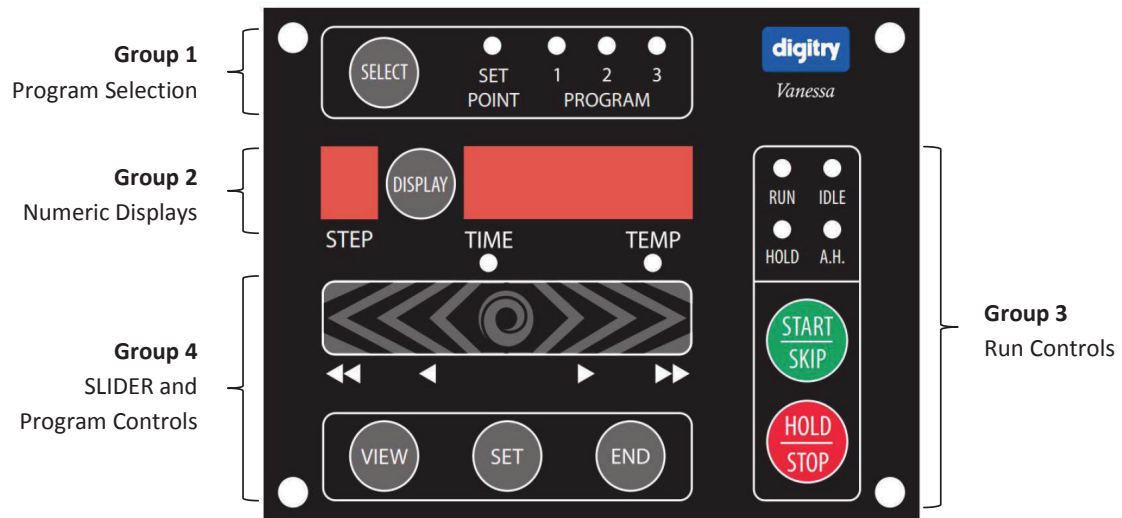 Group 1
Program Selection
SELECT
SET POINT
1 2 3
PROGRAM
digitry
Vanessa
Group 2
Numeric Displays
DISPLAY
STEP TIME TEMP
RUN IDLE
HOLD A.H.
START
SKIP
HOLD
STOP
Group 3
Run Controls
Group 4
SLIDER and
Program Controls
VIEW SET END